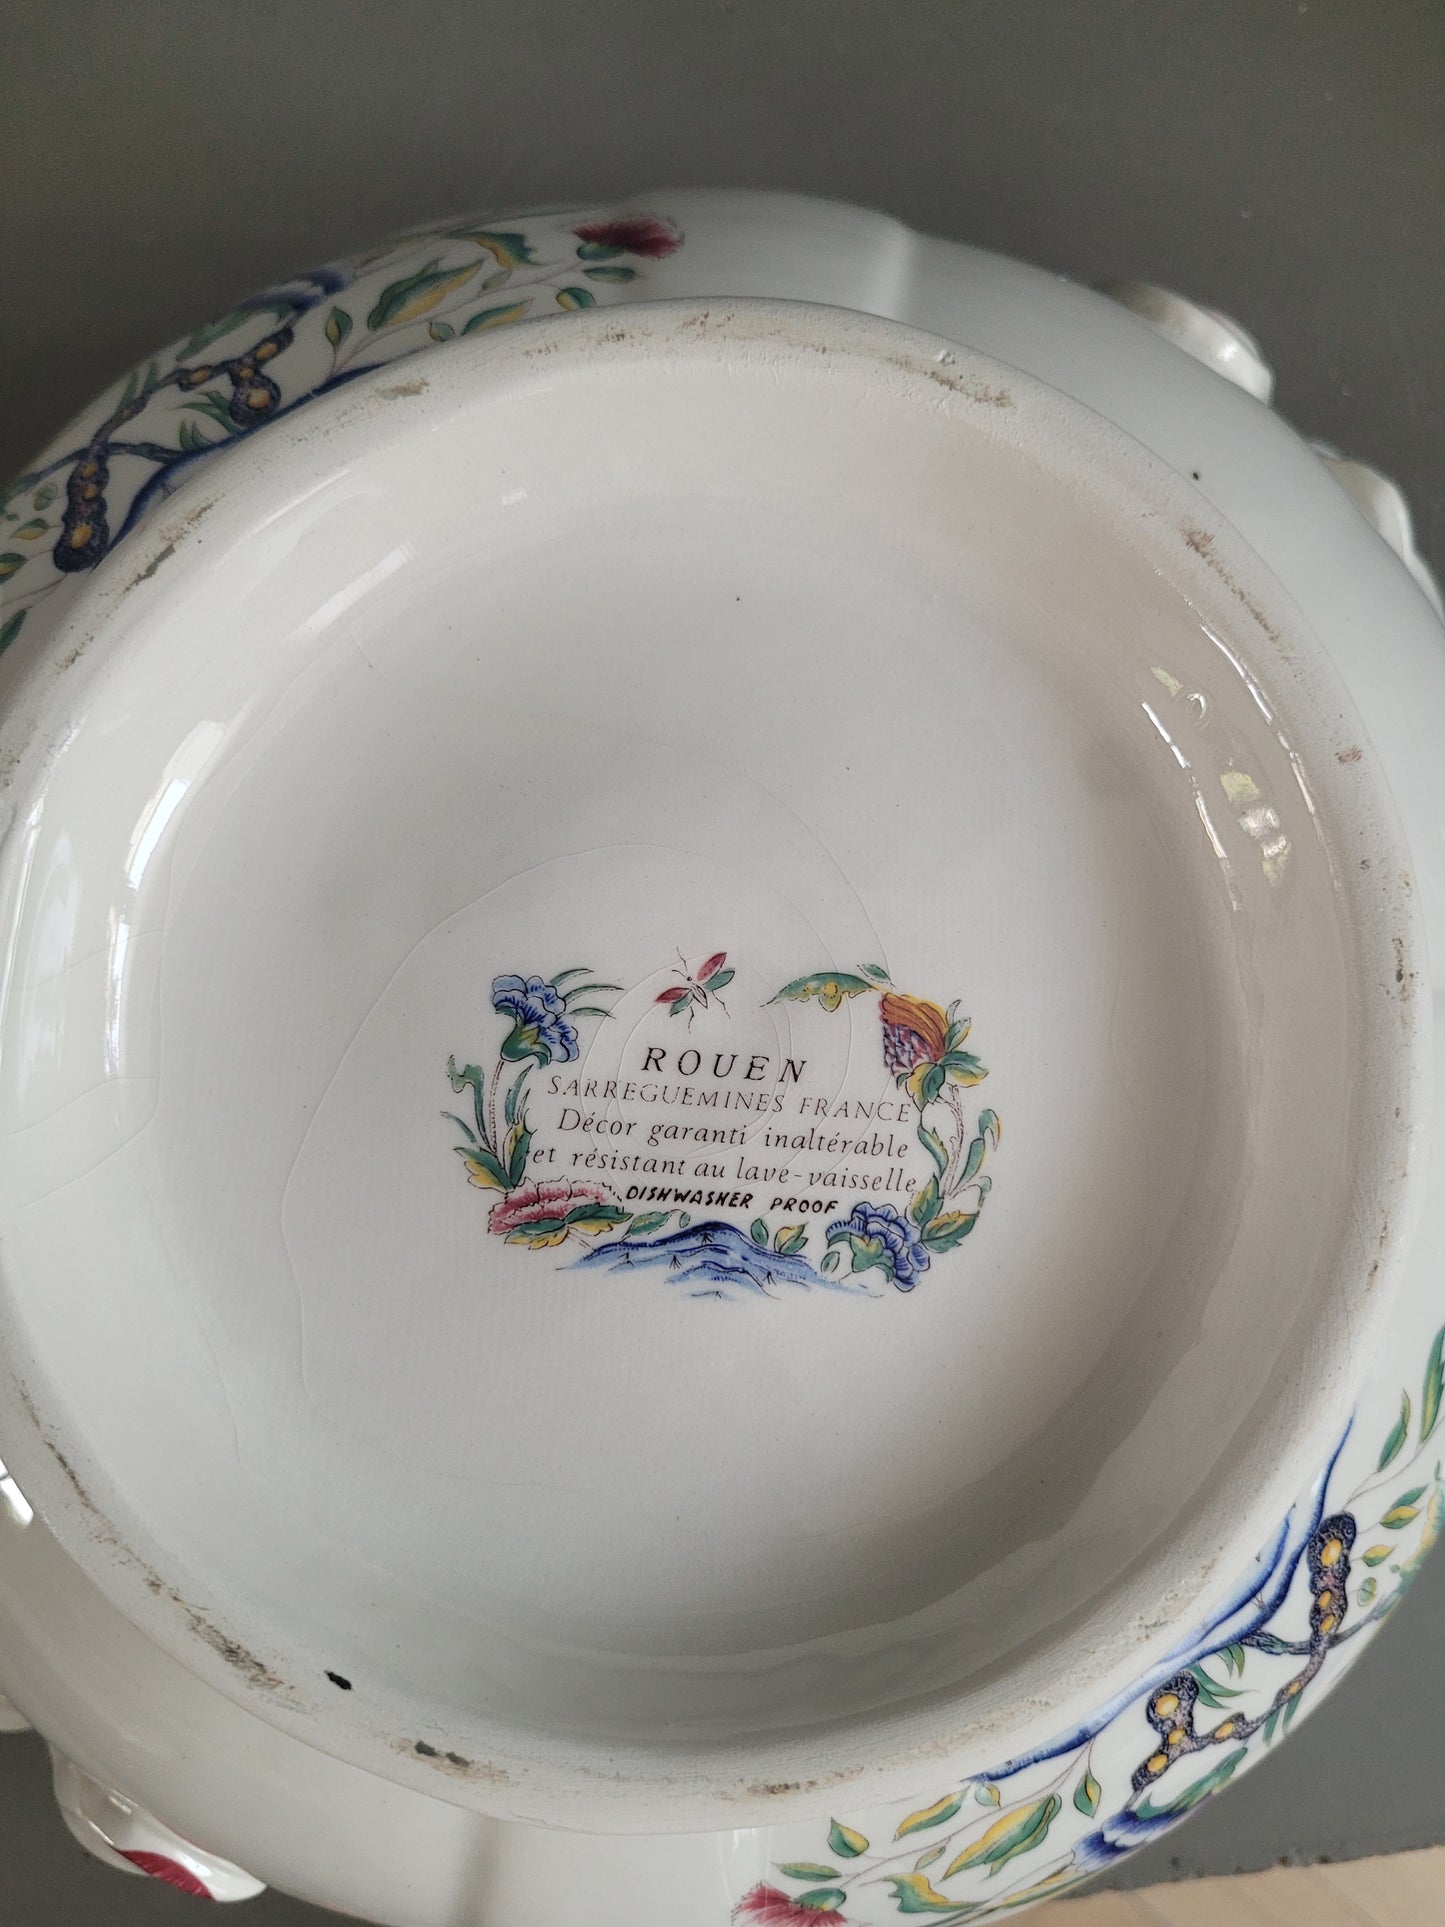 ROUEN
SARREGUEMINES FRANCE
Décor garanti inaltérable
et résistant au lave-vaisselle
DISHWASHER PROOF